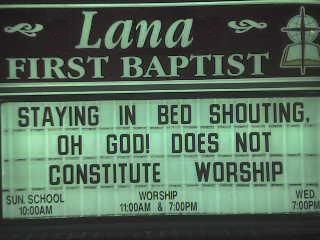 Lana
FIRST BAPTIST
STAYING IN BED SHOUTING,
OH GOD! DOES NOT
CONSTITUTE WORSHIP
SUN. SCHOOL WORSHIP WED.
10:00AM 11:00AM & 7:00PM 7:00PM